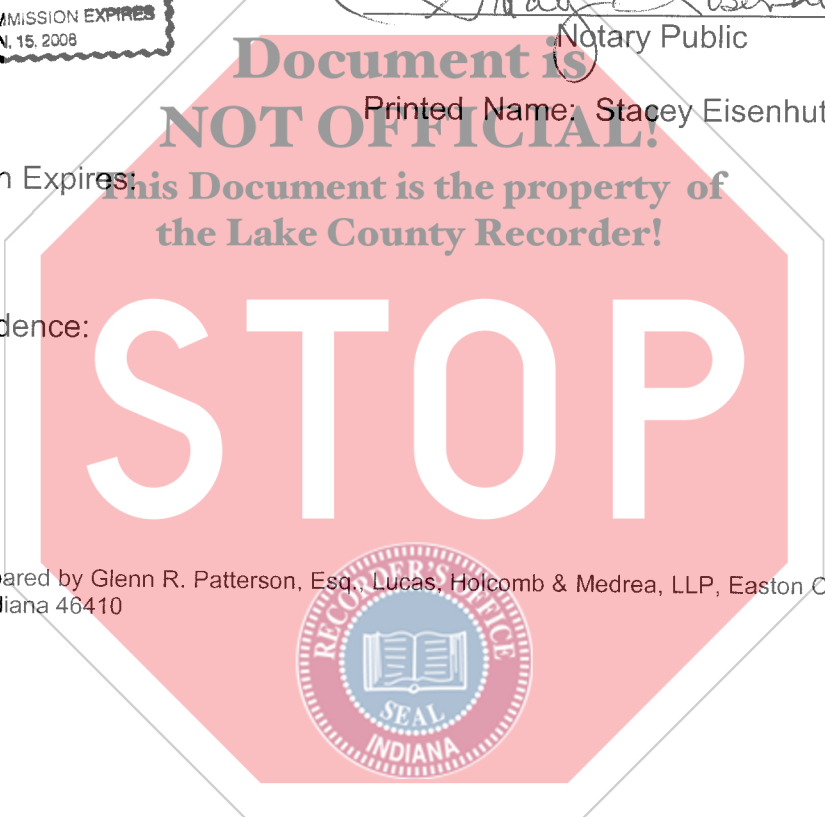 MMISSION EXPIRES
N. 15, 2008
Notary Public
Document is
NOT OFFICIAL!
Printed Name: Stacey Eisenhut
n Expires:
This Document is the property of
the Lake County Recorder!
dence:
STOP
ared by Glenn R. Patterson, Esq., Lucas, Holcomb & Medrea, LLP, Easton C
diana 46410
RECORDER'S OFFICE
SEAL
INDIANA